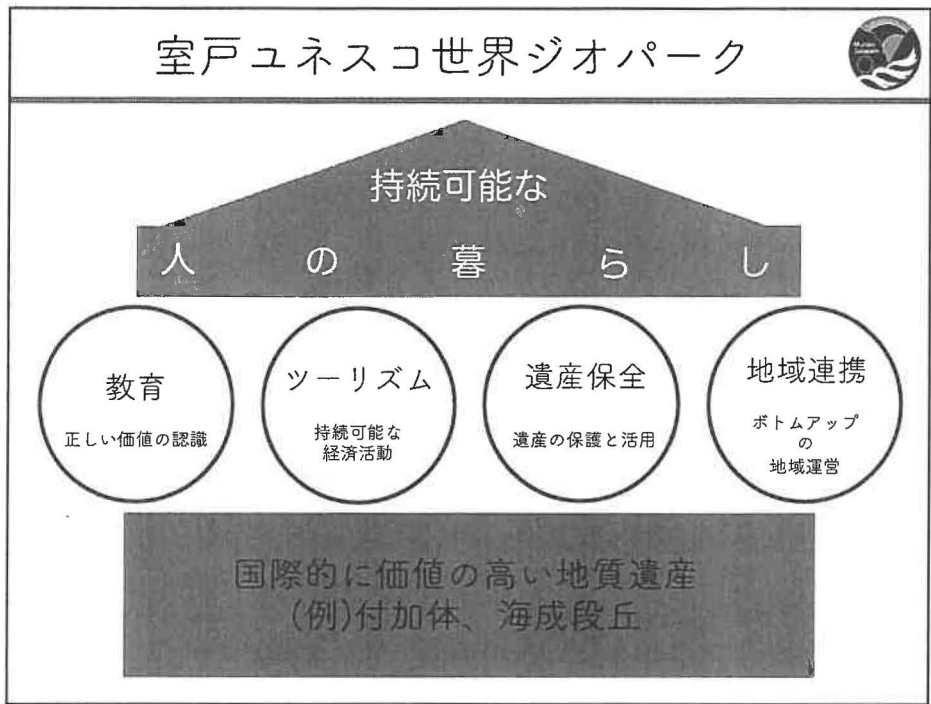 室戸ユネスコ世界ジオパーク
持続可能な
人の暮らし
教育
正しい価値の認識
ツーリズム
持続可能な
経済活動
遺産保全
遺産の保護と活用
地域連携
ボトムアップ
の
地域運営
国際的に価値の高い地質遺産
(例)付加体、海成段丘